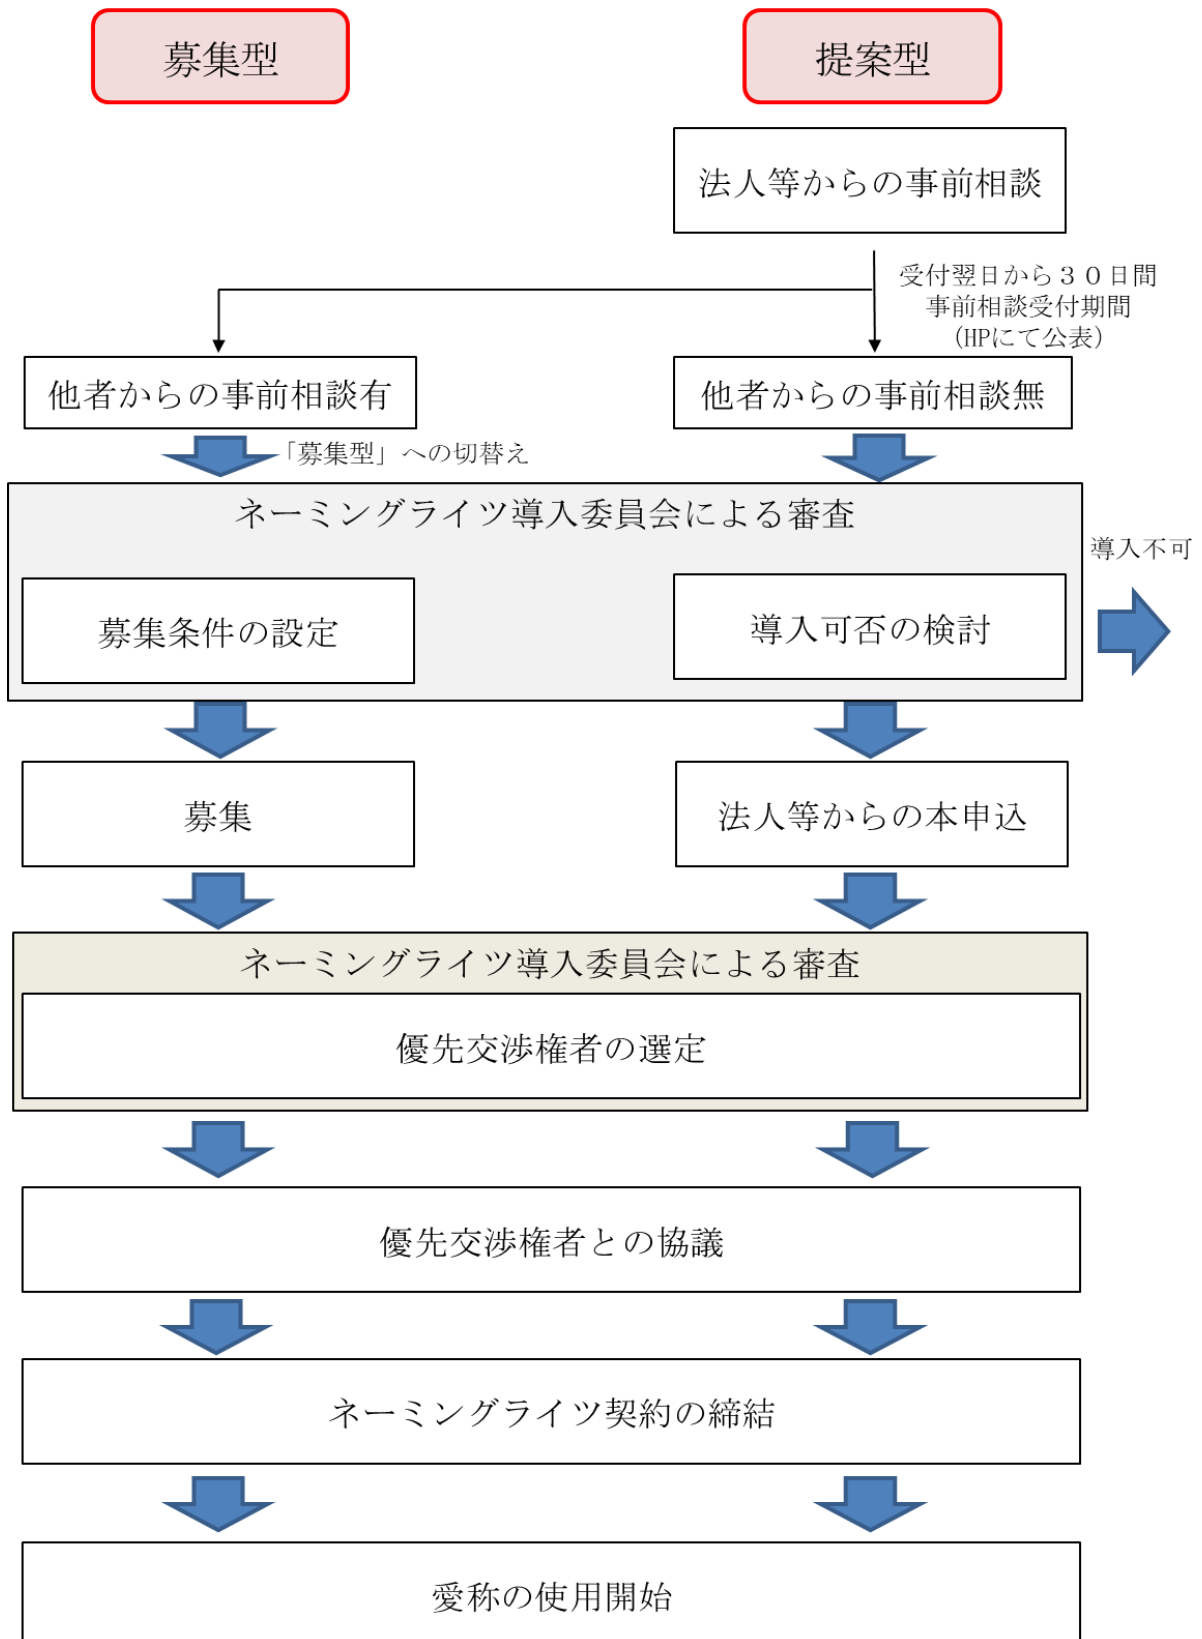 募集型
提案型
法人等からの事前相談
受付翌日から３０日間
事前相談受付期間
(HPにて公表)
他者からの事前相談有
他者からの事前相談無
「募集型」への切替え
ネーミングライツ導入委員会による審査
導入不可
募集条件の設定
導入可否の検討
募集
法人等からの本申込
ネーミングライツ導入委員会による審査
優先交渉権者の選定
優先交渉権者との協議
ネーミングライツ契約の締結
愛称の使用開始